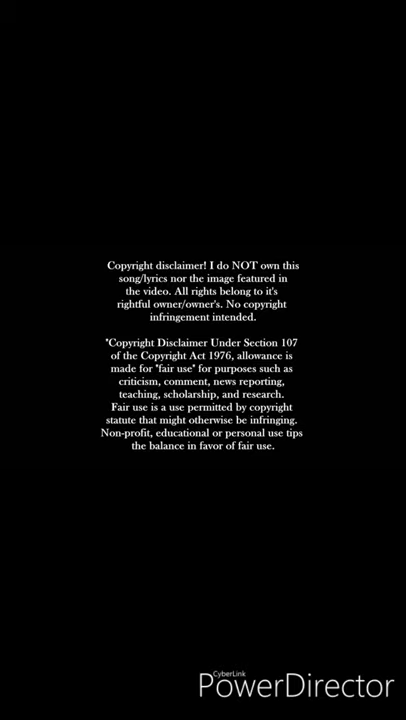 Copyright disclaimer! I do NOT own this
song/lyrics nor the image featured in
the video. All rights belong to it's
rightful owner/owner's. No copyright
infringement intended.
"Copyright Disclaimer Under Section 107
of the Copyright Act 1976, allowance is
made for "fair use" for purposes such as
criticism, comment, news reporting,
teaching, scholarship, and research.
Fair use is a use permitted by copyright
statute that might otherwise be infringing.
Non-profit, educational or personal use tips
the balance in favor of fair use.
CyberLink
PowerDirector